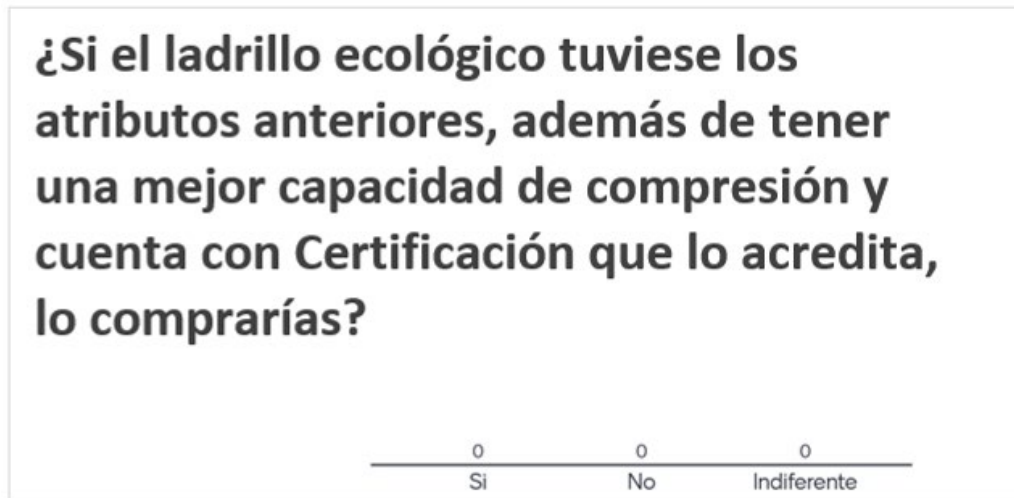 ¿Si el ladrillo ecológico tuviese los
atributos anteriores, además de tener
una mejor capacidad de compresión y
cuenta con Certificación que lo acredita,
lo comprarías?
0 0 0
Si No Indiferente